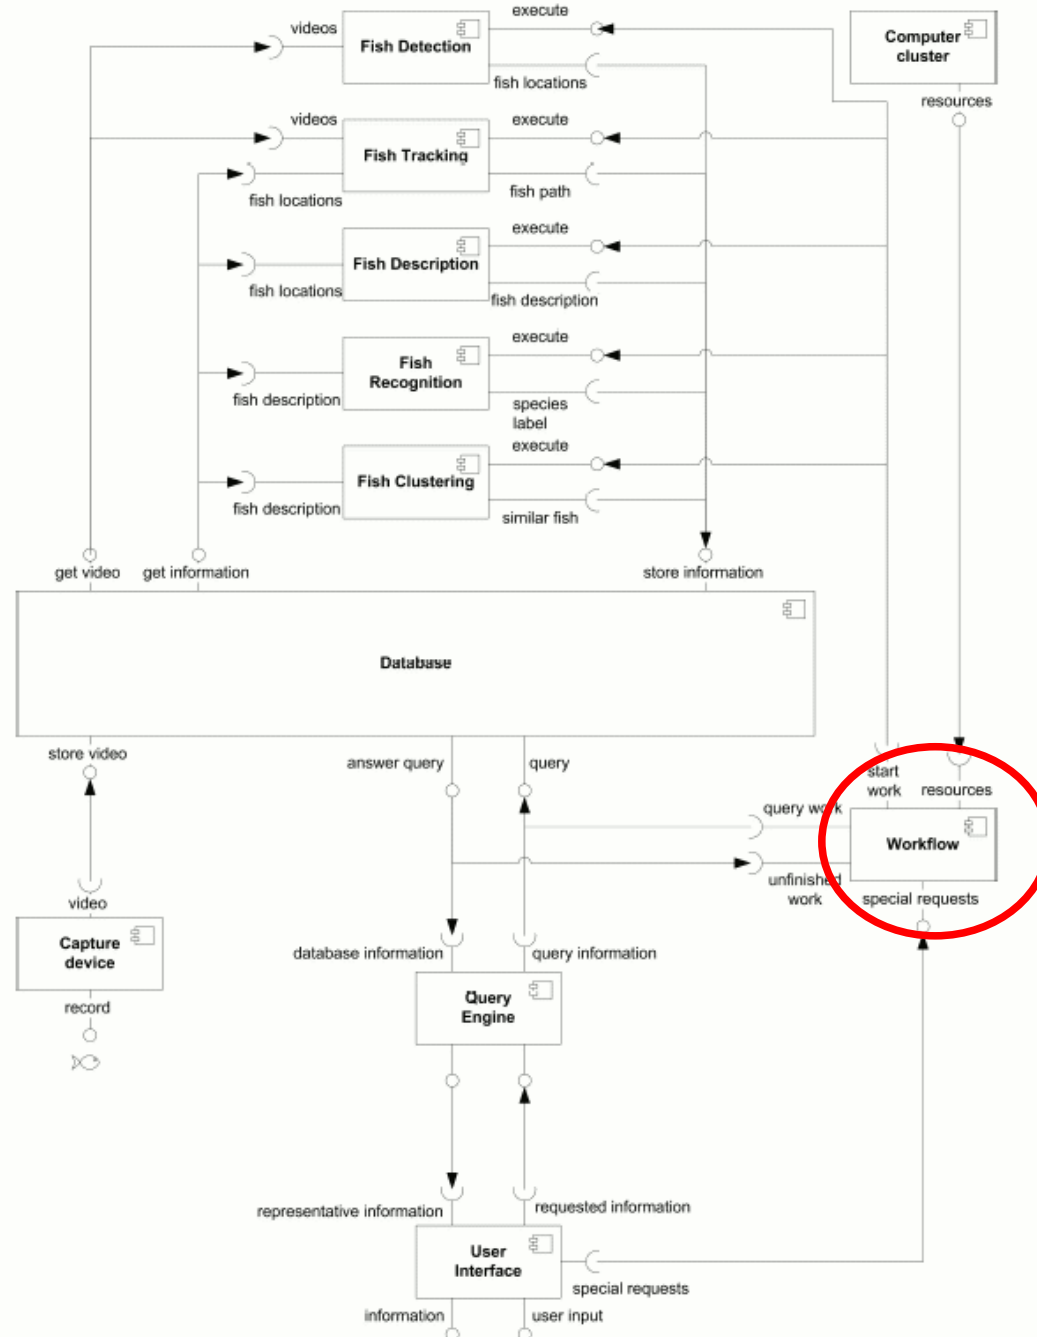 execute
videos
Fish Detection
Computer
cluster
fish locations
resources
videos
execute
Fish Tracking
fish locations
fish path
execute
Fish Description
fish locations
fish description
execute
Fish
Recognition
fish description
species
label
execute
Fish Clustering
fish description
similar fish
get video
get information
store information
Database
store video
answer query
query
start
work
resources
query work
Workflow
unfinished
work
special requests
video
Capture
device
database information
query information
record
Query
Engine
representative information
requested information
User
Interface
special requests
information
user input